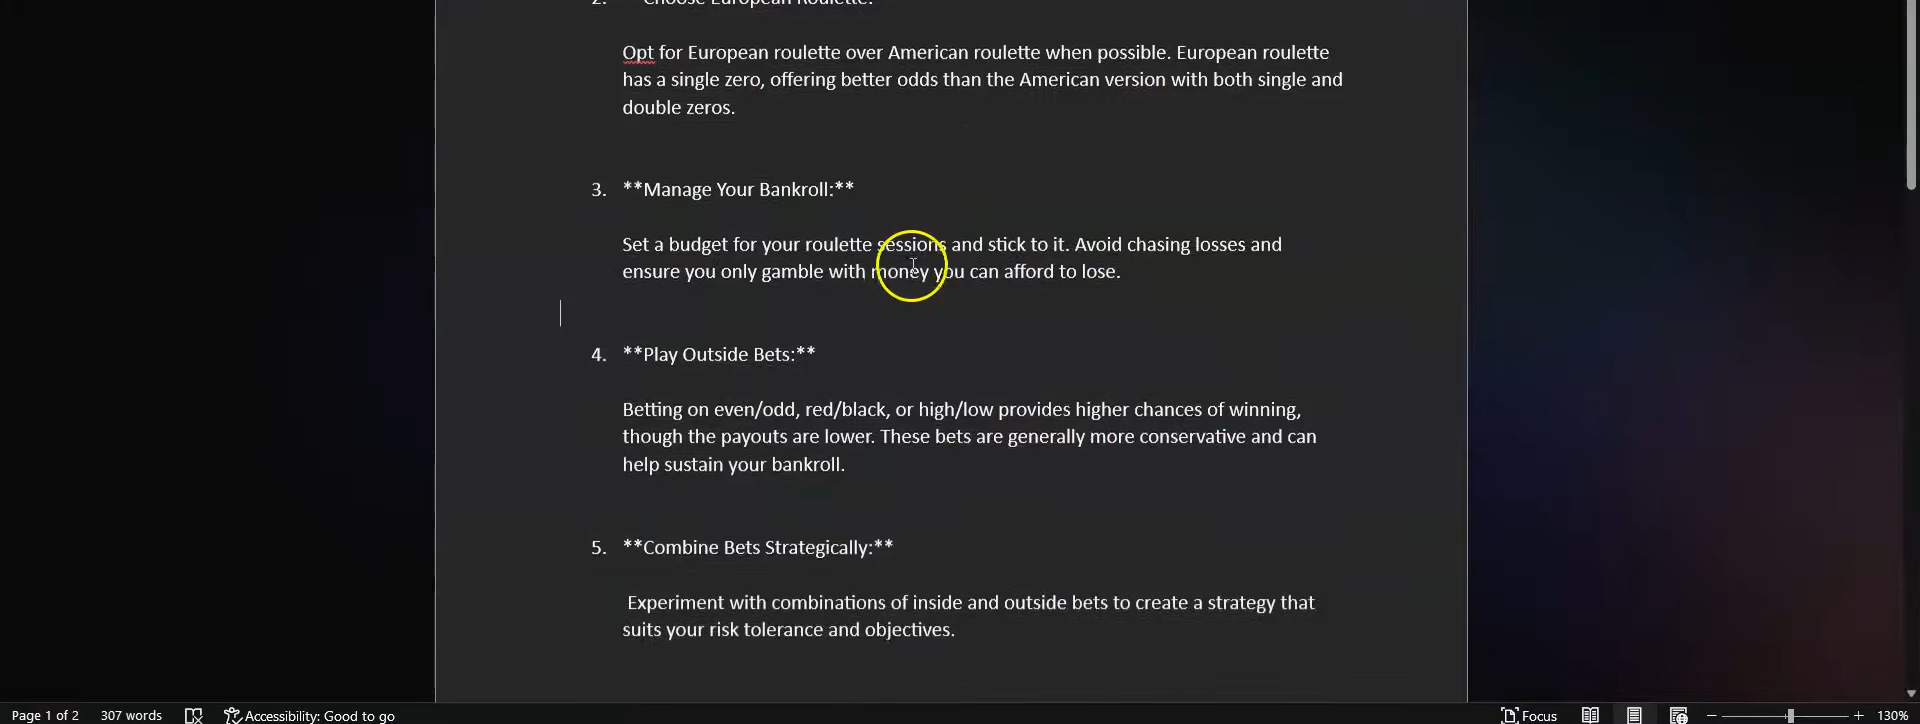 2. **Choose European Roulette:**
Opt for European roulette over American roulette when possible. European roulette
has a single zero, offering better odds than the American version with both single and
double zeros.
3. **Manage Your Bankroll:**
Set a budget for your roulette sessions and stick to it. Avoid chasing losses and
ensure you only gamble with money you can afford to lose.
4. **Play Outside Bets:**
Betting on even/odd, red/black, or high/low provides higher chances of winning,
though the payouts are lower. These bets are generally more conservative and can
help sustain your bankroll.
5. **Combine Bets Strategically:**
Experiment with combinations of inside and outside bets to create a strategy that
suits your risk tolerance and objectives.
Page 1 of 2 307 words Accessibility: Good to go Focus 130%